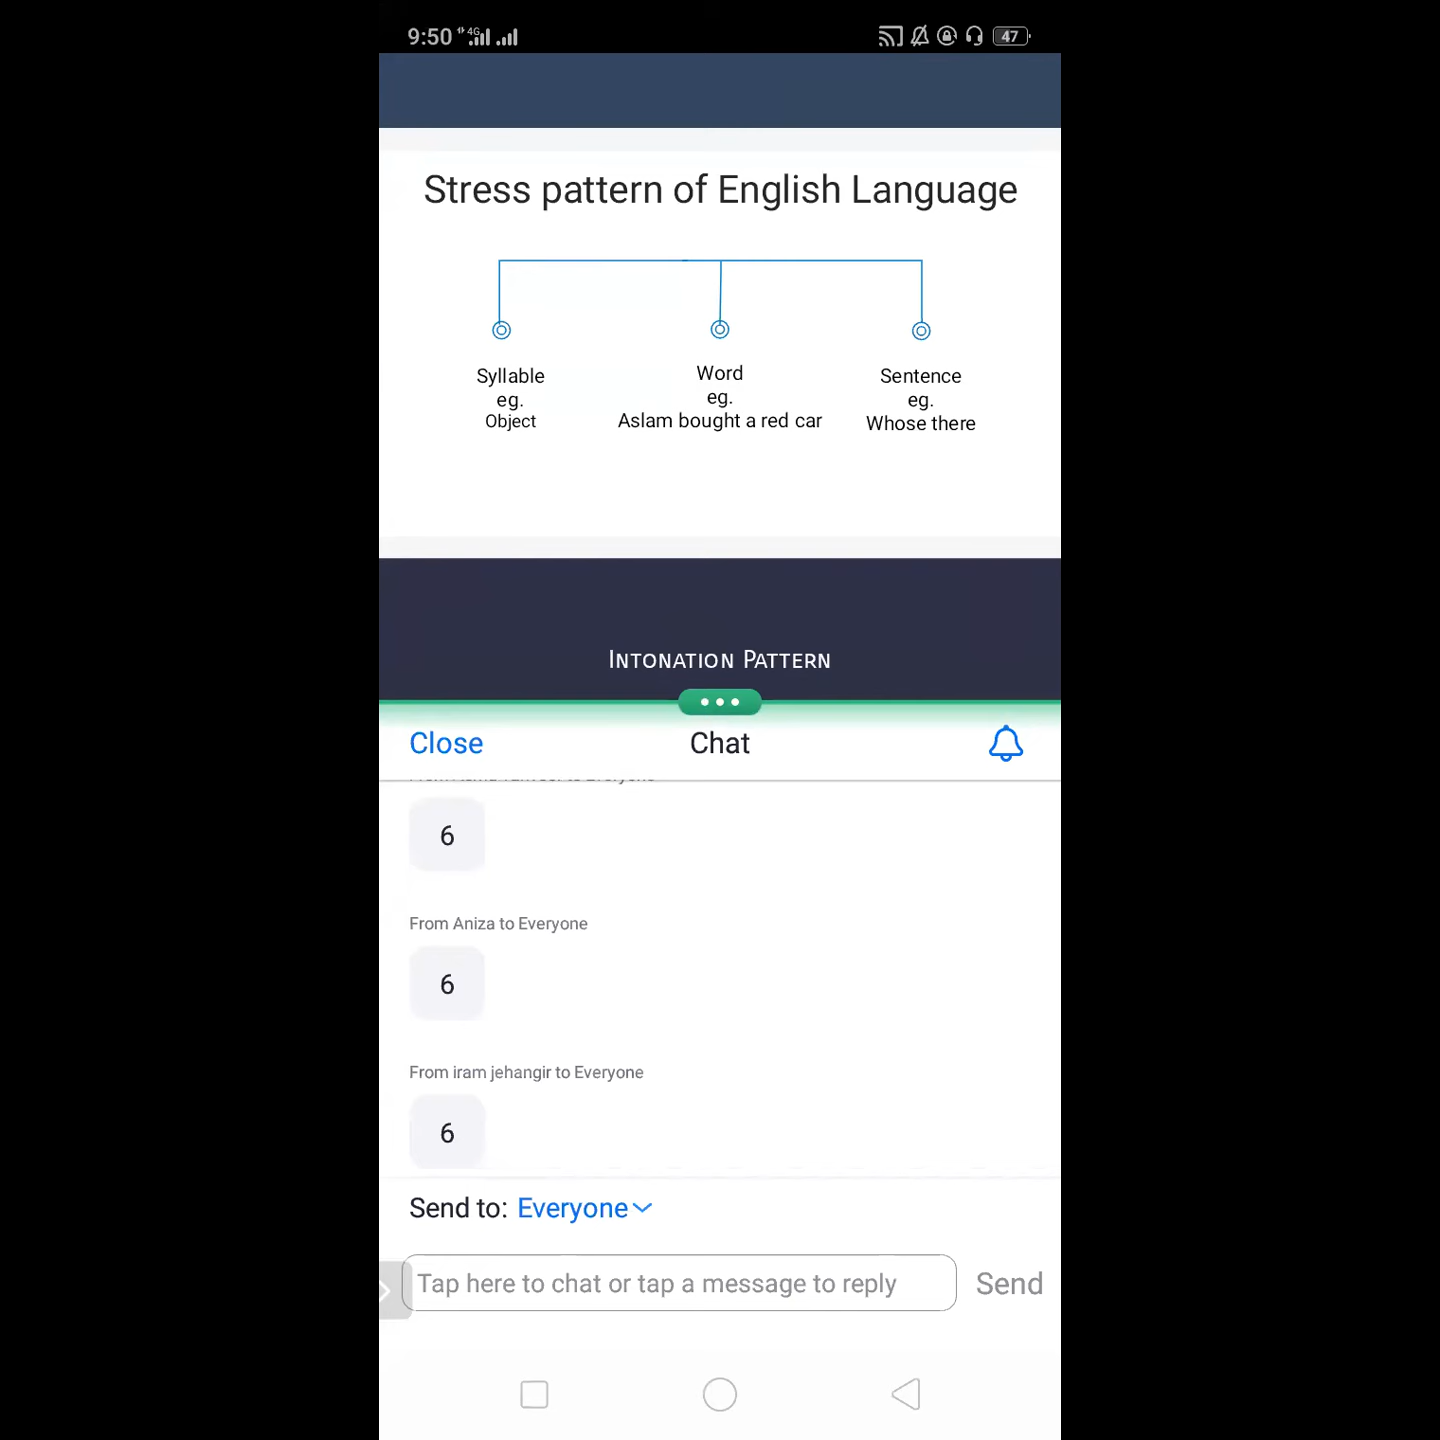 9:50 4G 47
Stress pattern of English Language
Syllable
eg.
Object
Word
eg.
Aslam bought a red car
Sentence
eg.
Whose there
INTONATION PATTERN
Close Chat
6
From Aniza to Everyone
6
From iram jehangir to Everyone
6
Send to: Everyone
Tap here to chat or tap a message to reply Send